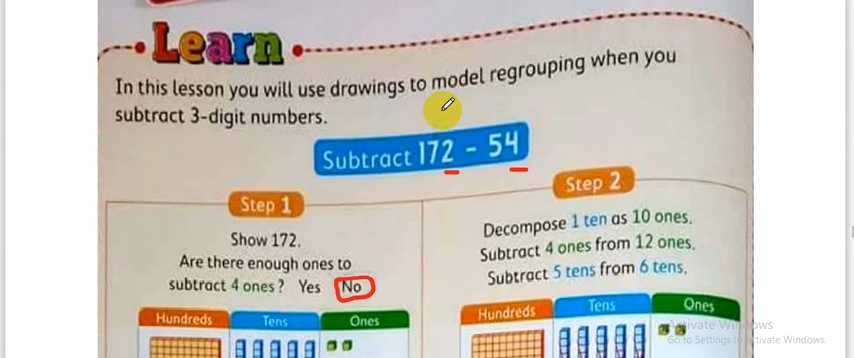 Learn
In this lesson you will use drawings to model regrouping when you
subtract 3-digit numbers.
Subtract 172 - 54
Step 1
Show 172.
Are there enough ones to
subtract 4 ones? Yes No
Hundreds Tens Ones
Step 2
Decompose 1 ten as 10 ones.
Subtract 4 ones from 12 ones.
Subtract 5 tens from 6 tens.
Hundreds Tens Ones
Activate Windows
Go to Settings to activate Windows.